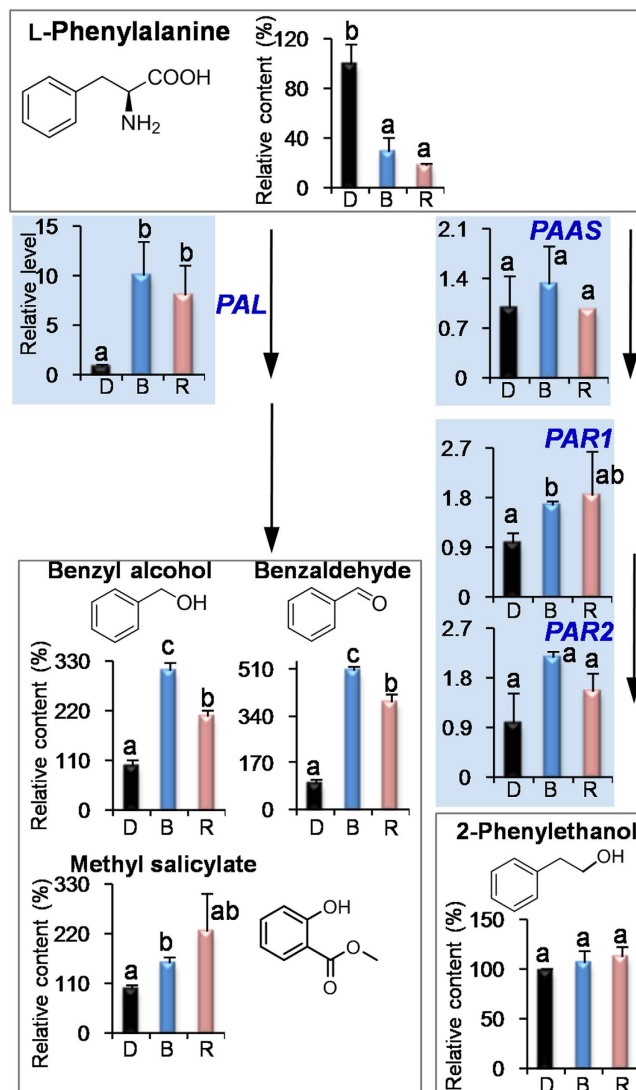 L-Phenylalanine
COOH
NH2
Relative content (%)
120
80
40
0
b
a
a
D B R
Relative level
15
10
5
0
a
b
b
D B R
PAL
PAAS
2.1
1.4
0.7
0
a
a
a
D B R
PAR1
2.7
1.8
0.9
0
a
b
ab
D B R
PAR2
2.7
1.8
0.9
0
a
a
a
D B R
Benzyl alcohol
OH
Relative content (%)
330
220
110
0
a
c
b
D B R
Benzaldehyde
O
510
340
170
0
a
c
b
D B R
Methyl salicylate
Relative content (%)
330
220
110
0
a
b
ab
D B R
OH
O
O
2-Phenylethanol
OH
Relative content (%)
150
100
50
0
a
a
a
D B R